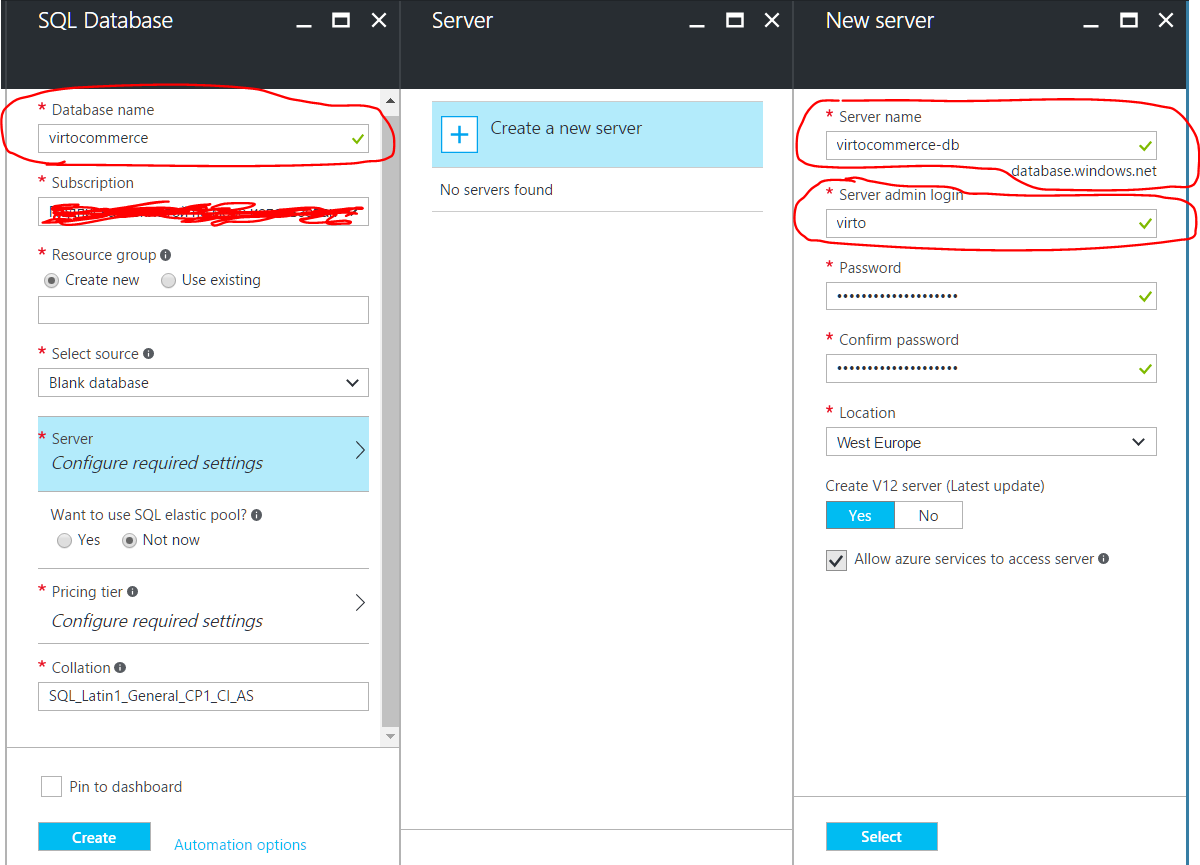 SQL Database
* Database name
virtocommerce
* Subscription
* Resource group
Create new Use existing
* Select source
Blank database
* Server
Configure required settings
Want to use SQL elastic pool?
Yes Not now
* Pricing tier
Configure required settings
* Collation
SQL_Latin1_General_CP1_CI_AS
Pin to dashboard
Create Automation options
Server
Create a new server
No servers found
New server
* Server name
virtocommerce-db
database.windows.net
* Server admin login
virto
* Password
••••••••••••••••••••
* Confirm password
••••••••••••••••••••
* Location
West Europe
Create V12 server (Latest update)
Yes No
Allow azure services to access server
Select